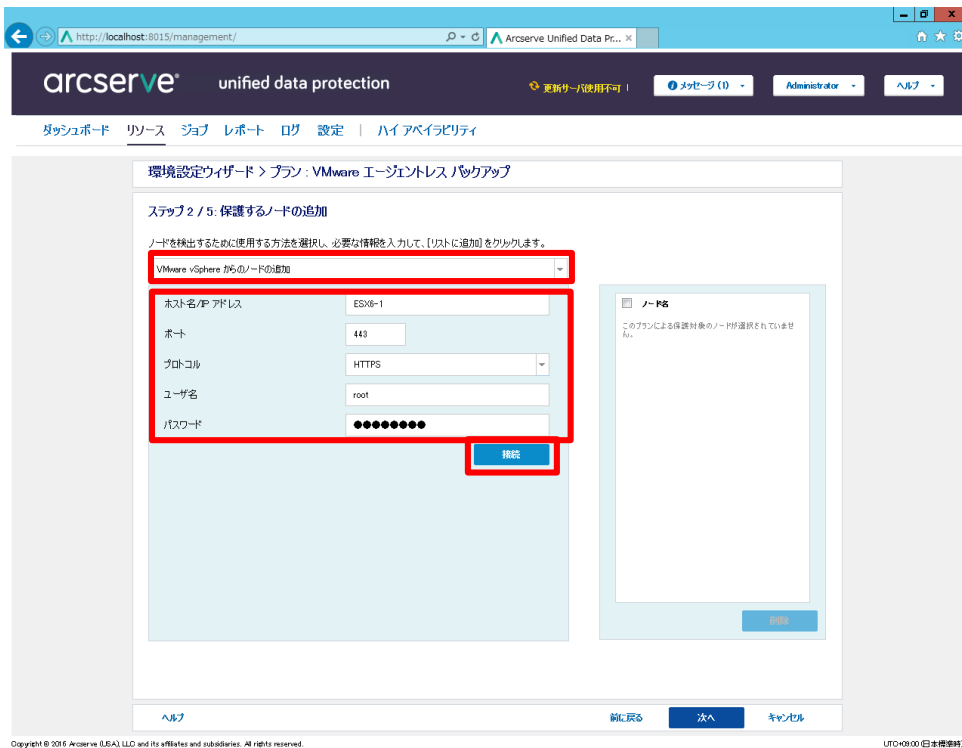 http://localhost:8015/management/
Arcserve Unified Data Pr... ×
arcserve® unified data protection
更新サーバ使用不可 !
メッセージ (1)
Administrator
ヘルプ
ダッシュボード リソース ジョブ レポート ログ 設定 | ハイ アベイラビリティ
環境設定ウィザード > プラン : VMware エージェントレス バックアップ
ステップ 2 / 5: 保護するノードの追加
ノードを検出するために使用する方法を選択し、必要な情報を入力して、[リストに追加] をクリックします。
VMware vSphere からのノードの追加
ホスト名/IP アドレス ESX6-1
ポート 443
プロトコル HTTPS
ユーザ名 root
パスワード ●●●●●●●●
接続
ノード名
このプランによる保護対象のノードが選択されていませ
ん。
削除
ヘルプ
前に戻る 次へ キャンセル
Copyright © 2016 Arcserve (USA), LLC and its affiliates and subsidiaries. All rights reserved.
UTC+09:00 (日本標準時